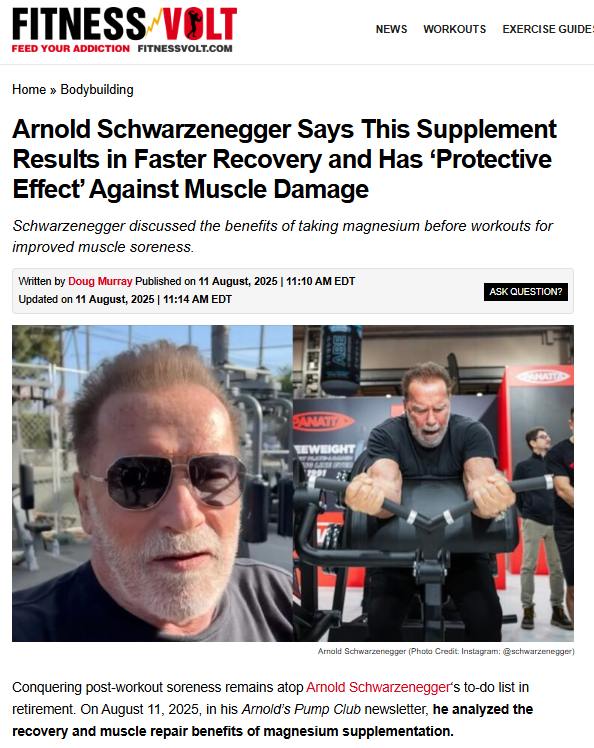 FITNESS VOLT
FEED YOUR ADDICTION FITNESSVOLT.COM
NEWS WORKOUTS EXERCISE GUIDES
Home » Bodybuilding
Arnold Schwarzenegger Says This Supplement
Results in Faster Recovery and Has ‘Protective
Effect’ Against Muscle Damage
Schwarzenegger discussed the benefits of taking magnesium before workouts for
improved muscle soreness.
Written by Doug Murray Published on 11 August, 2025 | 11:10 AM EDT
Updated on 11 August, 2025 | 11:14 AM EDT
ASK QUESTION?
ABE
PANATTA
PANATTA
EEWEIGHT
1991
Arnold Schwarzenegger (Photo Credit: Instagram: @schwarzenegger)
Conquering post-workout soreness remains atop Arnold Schwarzenegger‘s to-do list in
retirement. On August 11, 2025, in his Arnold’s Pump Club newsletter, he analyzed the
recovery and muscle repair benefits of magnesium supplementation.